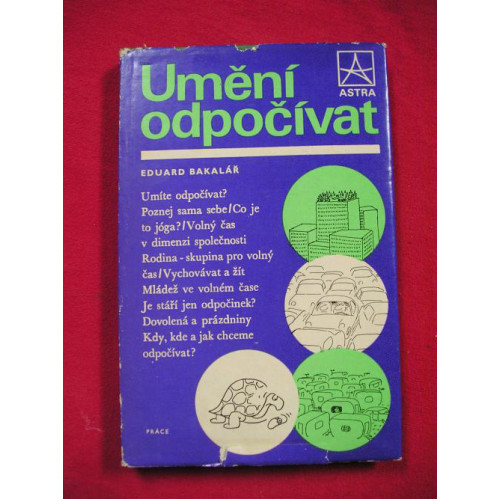 Umění
odpočívat
ASTRA
EDUARD BAKALÁŘ
Umíte odpočívat?
Poznej sama sebe/Co je
to jóga?/Volný čas
v dimenzi společnosti
Rodina-skupina pro volný
čas/Vychovávat a žít
Mládež ve volném čase
Je stáří jen odpočinek?
Dovolená a prázdniny
Kdy, kde a jak chceme
odpočívat?
PRÁCE